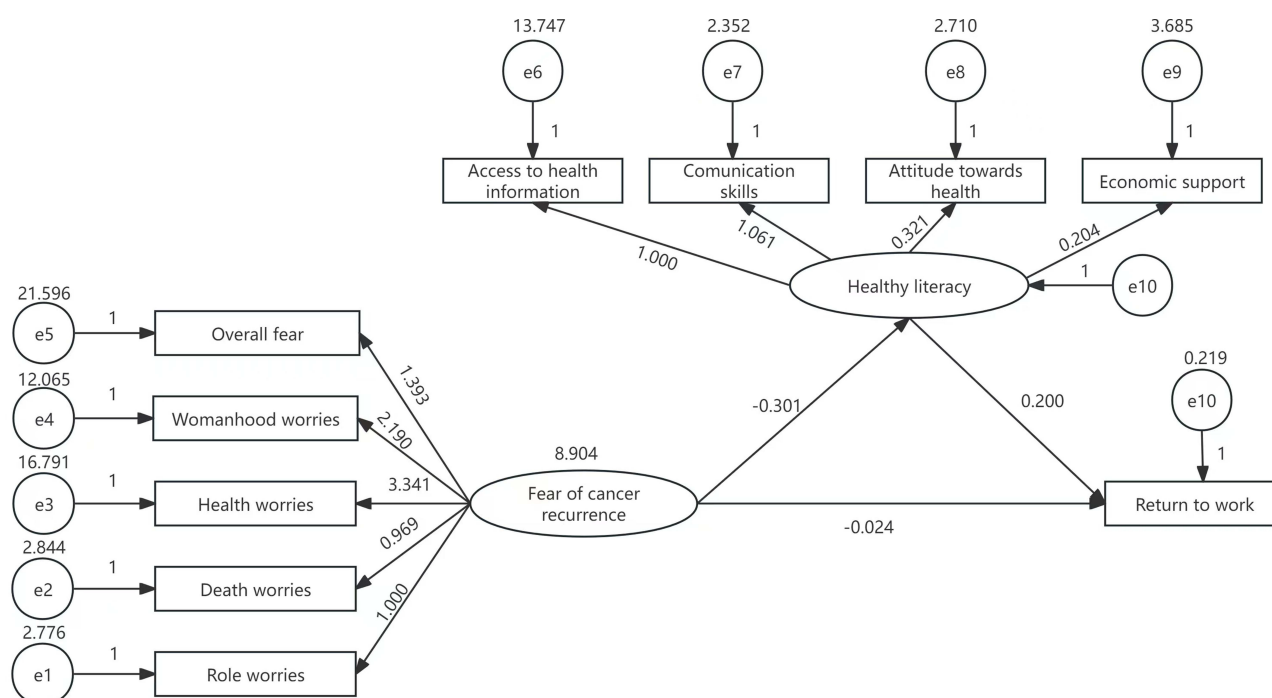 13.747
2.352
2.710
3.685
e6
e7
e8
e9
1
1
1
1
Access to health
information
Comunication
skills
Attitude towards
health
Economic support
1.000
1.061
0.321
0.204
Healthy literacy
1
e10
21.596
e5
1
Overall fear
12.065
e4
1
Womanhood worries
16.791
e3
1
Health worries
2.844
e2
1
Death worries
2.776
e1
1
Role worries
1.393
2.190
3.341
0.969
1.000
8.904
Fear of cancer
recurrence
-0.301
0.200
-0.024
0.219
e10
1
Return to work